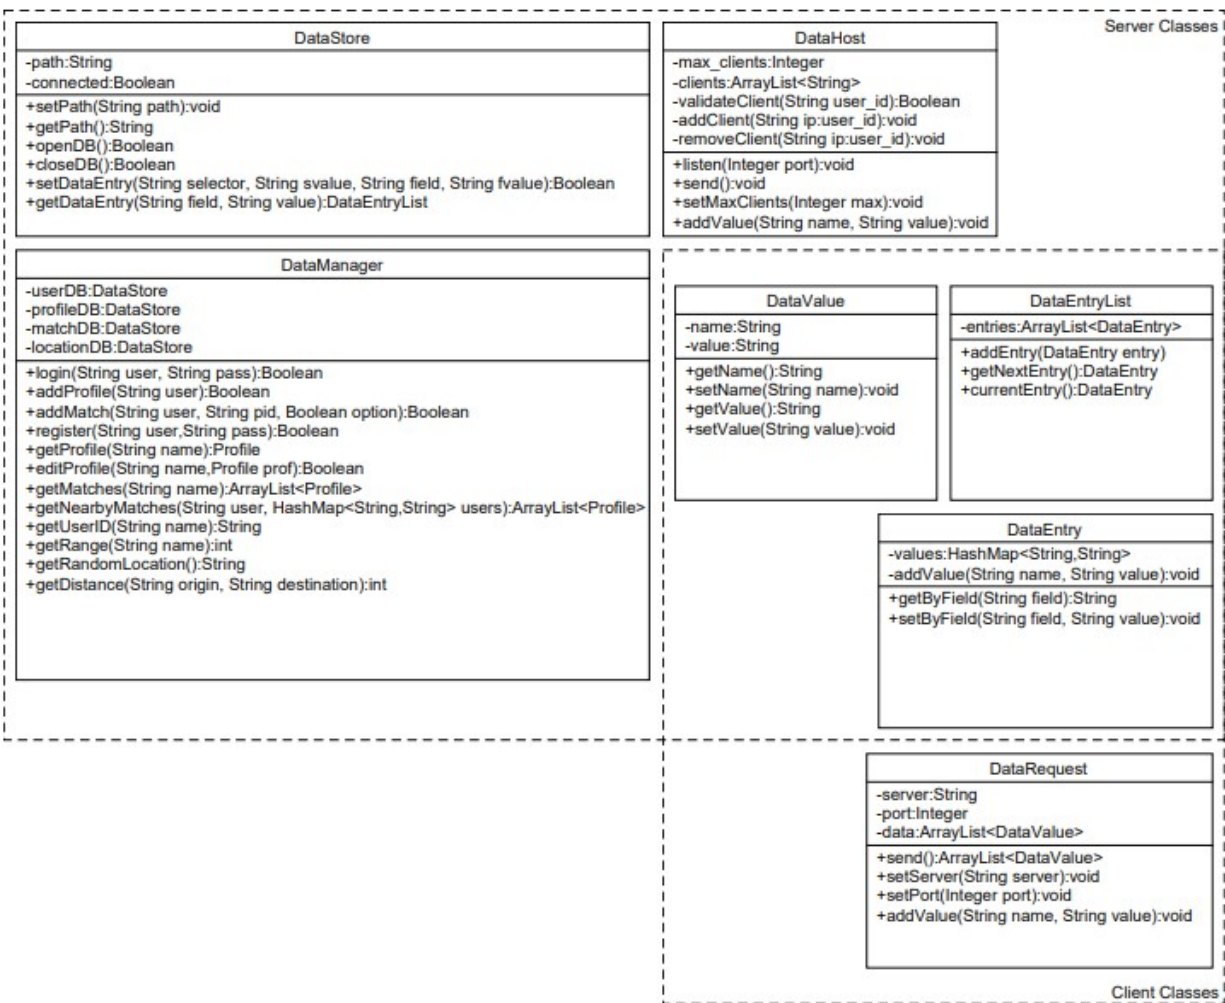 Server Classes
DataStore
-path:String
-connected:Boolean
+setPath(String path):void
+getPath():String
+openDB():Boolean
+closeDB():Boolean
+setDataEntry(String selector, String svalue, String field, String fvalue):Boolean
+getDataEntry(String field, String value):DataEntryList
DataHost
-max_clients:Integer
-clients:ArrayList<String>
-validateClient(String user_id):Boolean
-addClient(String ip:user_id):void
-removeClient(String ip:user_id):void
+listen(Integer port):void
+send():void
+setMaxClients(Integer max):void
+addValue(String name, String value):void
DataManager
-userDB:DataStore
-profileDB:DataStore
-matchDB:DataStore
-locationDB:DataStore
+login(String user, String pass):Boolean
+addProfile(String user):Boolean
+addMatch(String user, String pid, Boolean option):Boolean
+register(String user,String pass):Boolean
+getProfile(String name):Profile
+editProfile(String name,Profile prof):Boolean
+getMatches(String name):ArrayList<Profile>
+getNearbyMatches(String user, HashMap<String,String> users):ArrayList<Profile>
+getUserID(String name):String
+getRange(String name):int
+getRandomLocation():String
+getDistance(String origin, String destination):int
DataValue
-name:String
-value:String
+getName():String
+setName(String name):void
+getValue():String
+setValue(String value):void
DataEntryList
-entries:ArrayList<DataEntry>
+addEntry(DataEntry entry)
+getNextEntry():DataEntry
+currentEntry():DataEntry
DataEntry
-values:HashMap<String,String>
-addValue(String name, String value):void
+getByField(String field):String
+setByField(String field, String value):void
DataRequest
-server:String
-port:Integer
-data:ArrayList<DataValue>
+send():ArrayList<DataValue>
+setServer(String server):void
+setPort(Integer port):void
+addValue(String name, String value):void
Client Classes